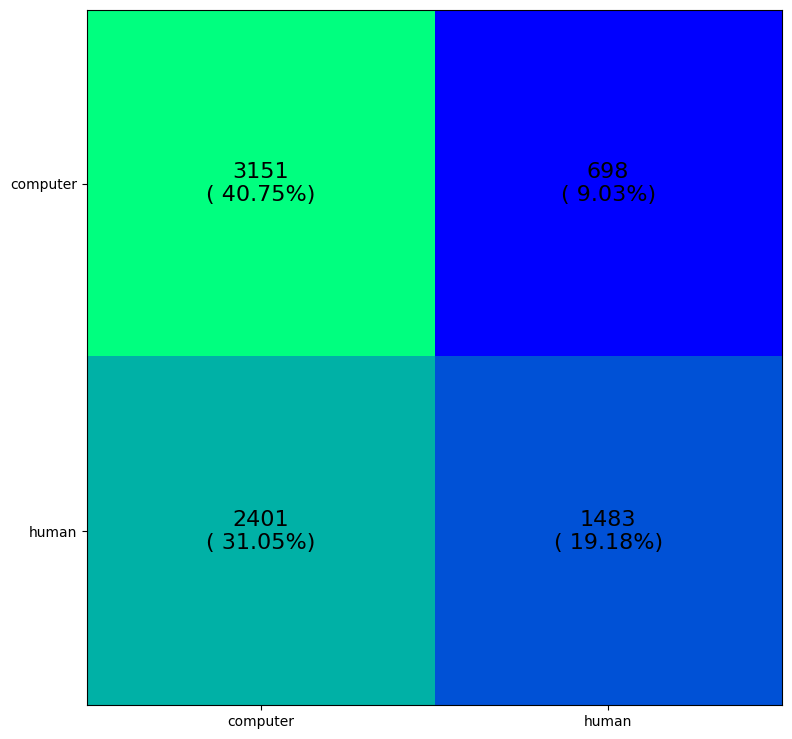 computer
3151
( 40.75%)
698
( 9.03%)
human
2401
( 31.05%)
1483
( 19.18%)
computer
human